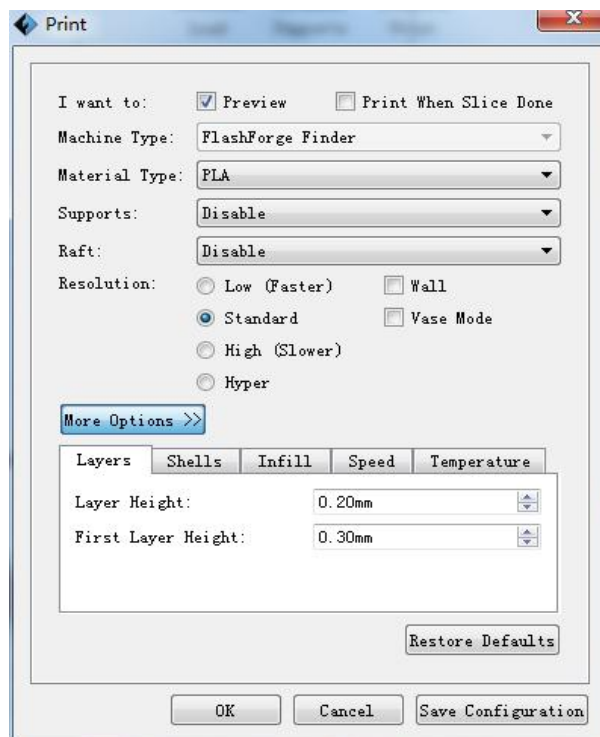 Print
I want to: Preview Print When Slice Done
Machine Type: FlashForge Finder
Material Type: PLA
Supports: Disable
Raft: Disable
Resolution: Low (Faster) Wall
Standard Vase Mode
High (Slower)
Hyper
More Options >>
Layers Shells Infill Speed Temperature
Layer Height: 0.20mm
First Layer Height: 0.30mm
Restore Defaults
OK Cancel Save Configuration